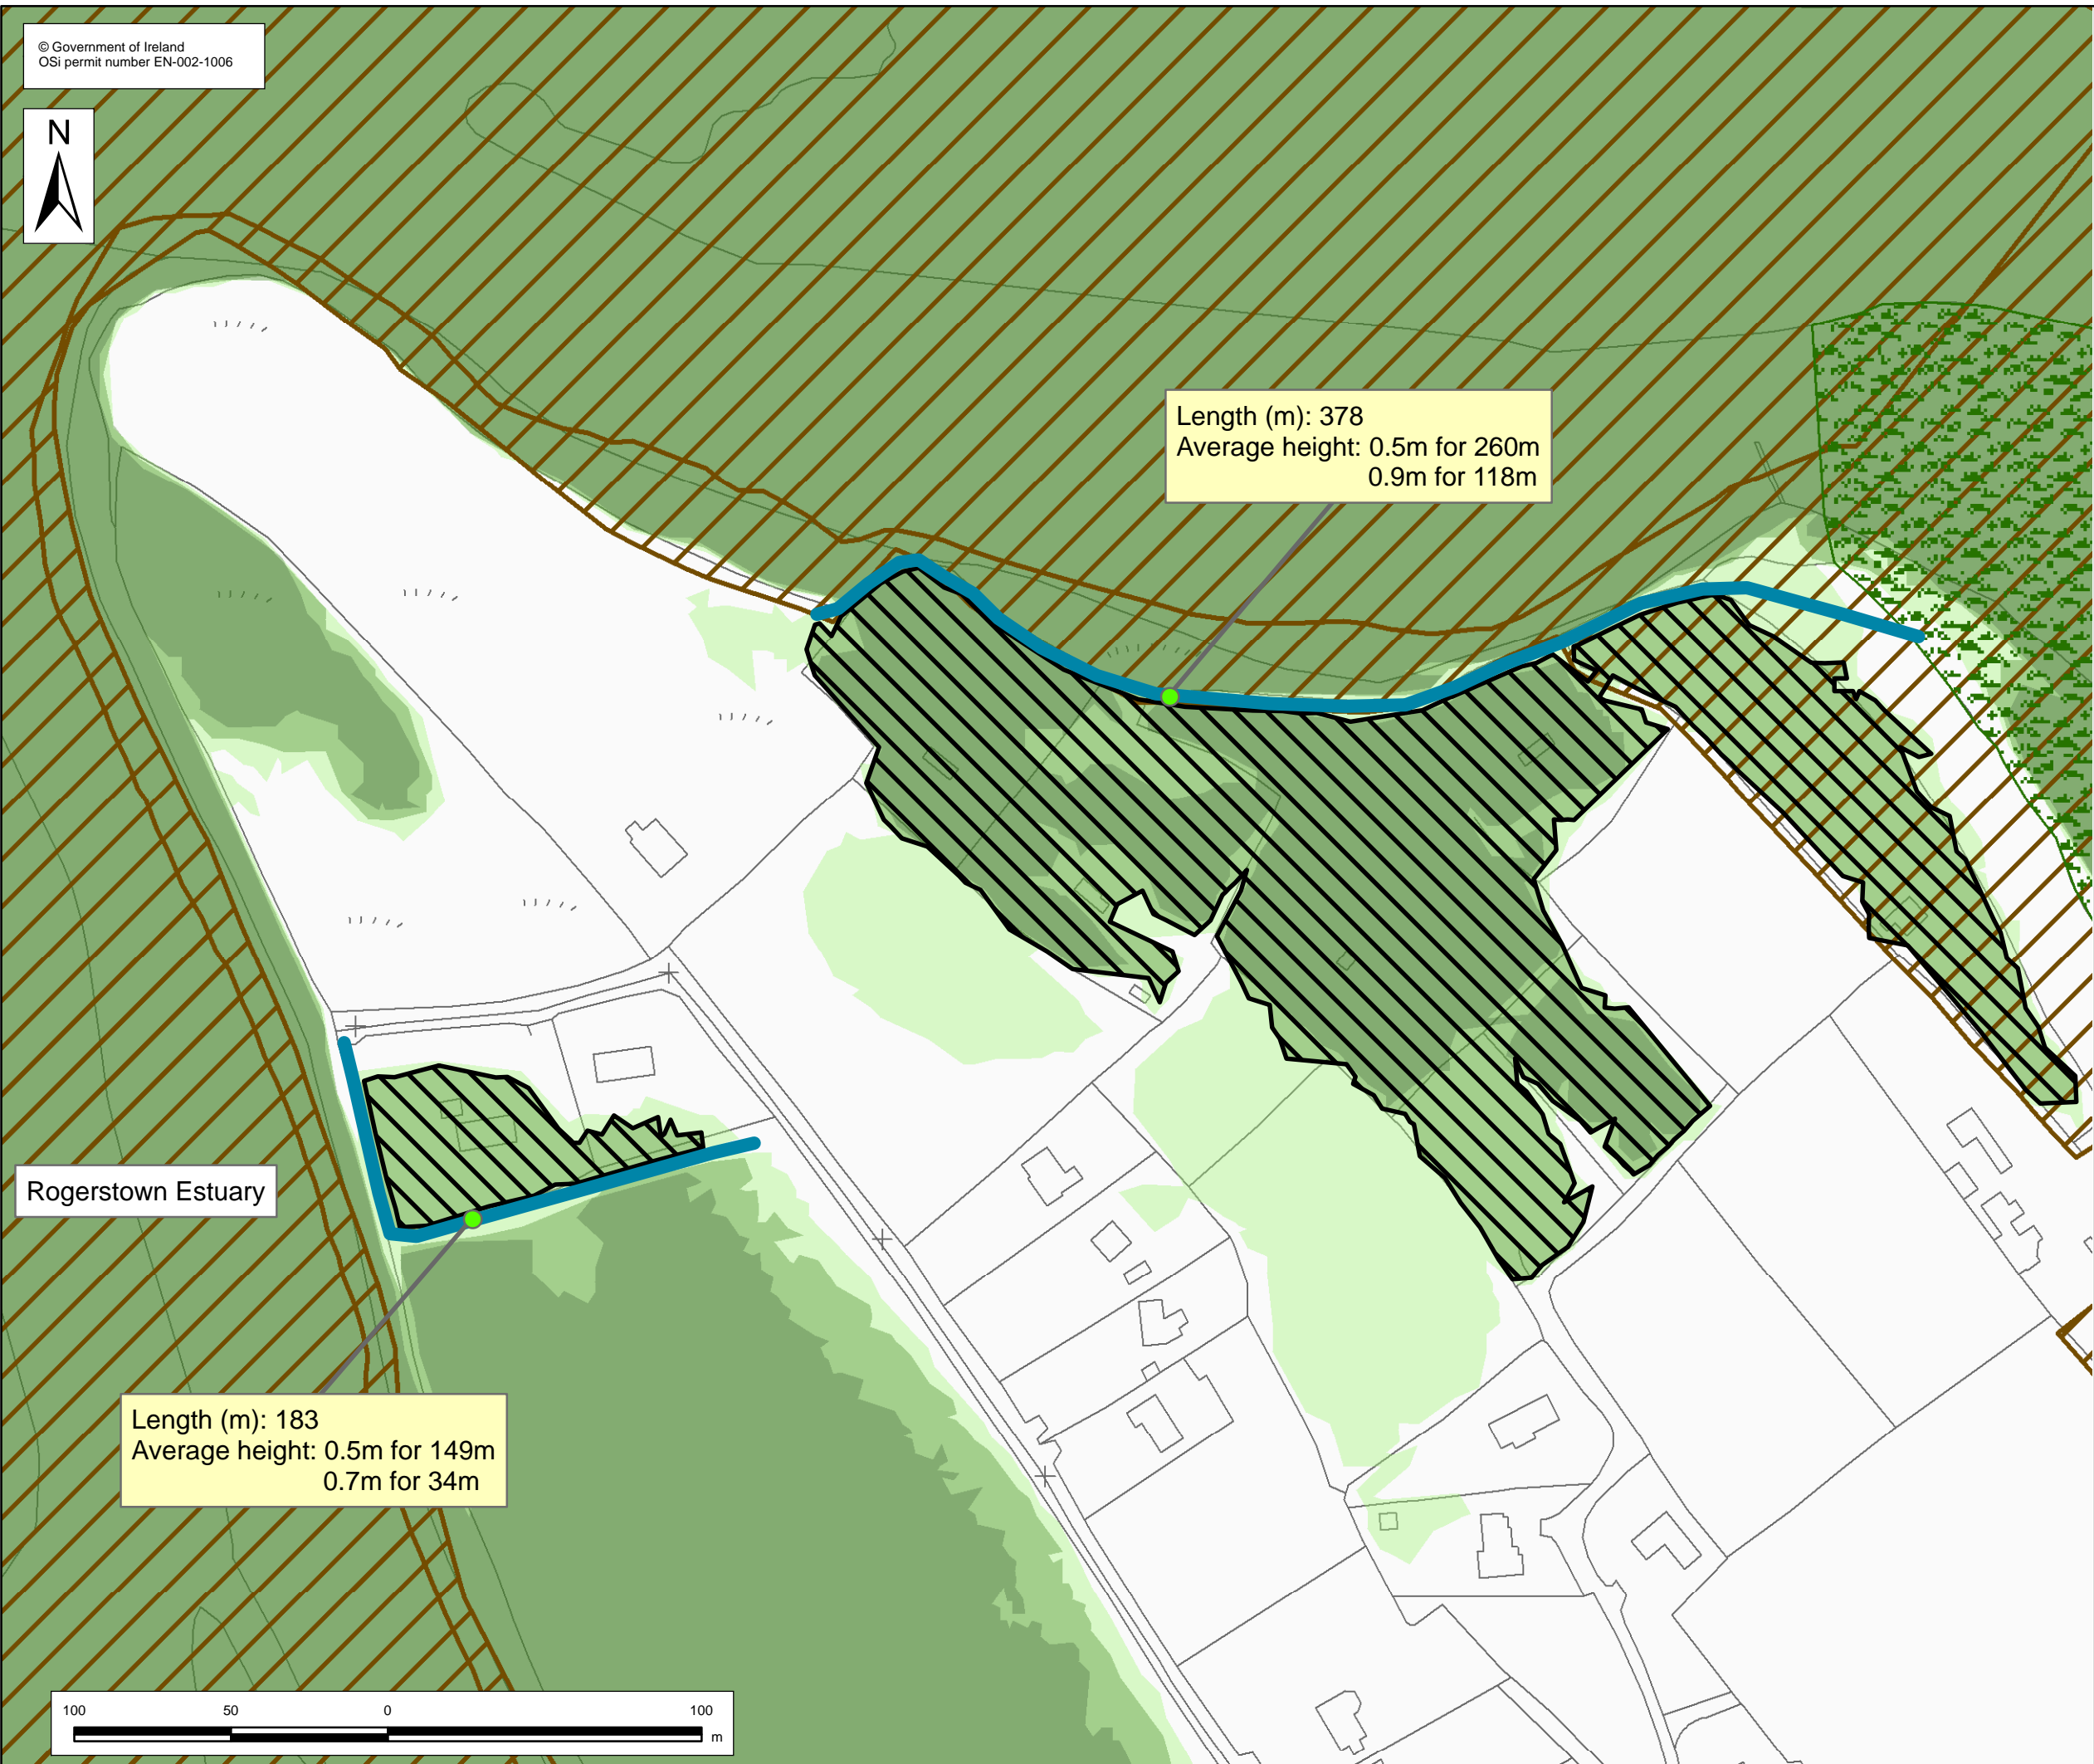 © Government of Ireland
OSi permit number EN-002-1006
N
Length (m): 378
Average height: 0.5m for 260m
0.9m for 118m
Rogerstown Estuary
Length (m): 183
Average height: 0.5m for 149m
0.7m for 34m
100 50 0 100
m